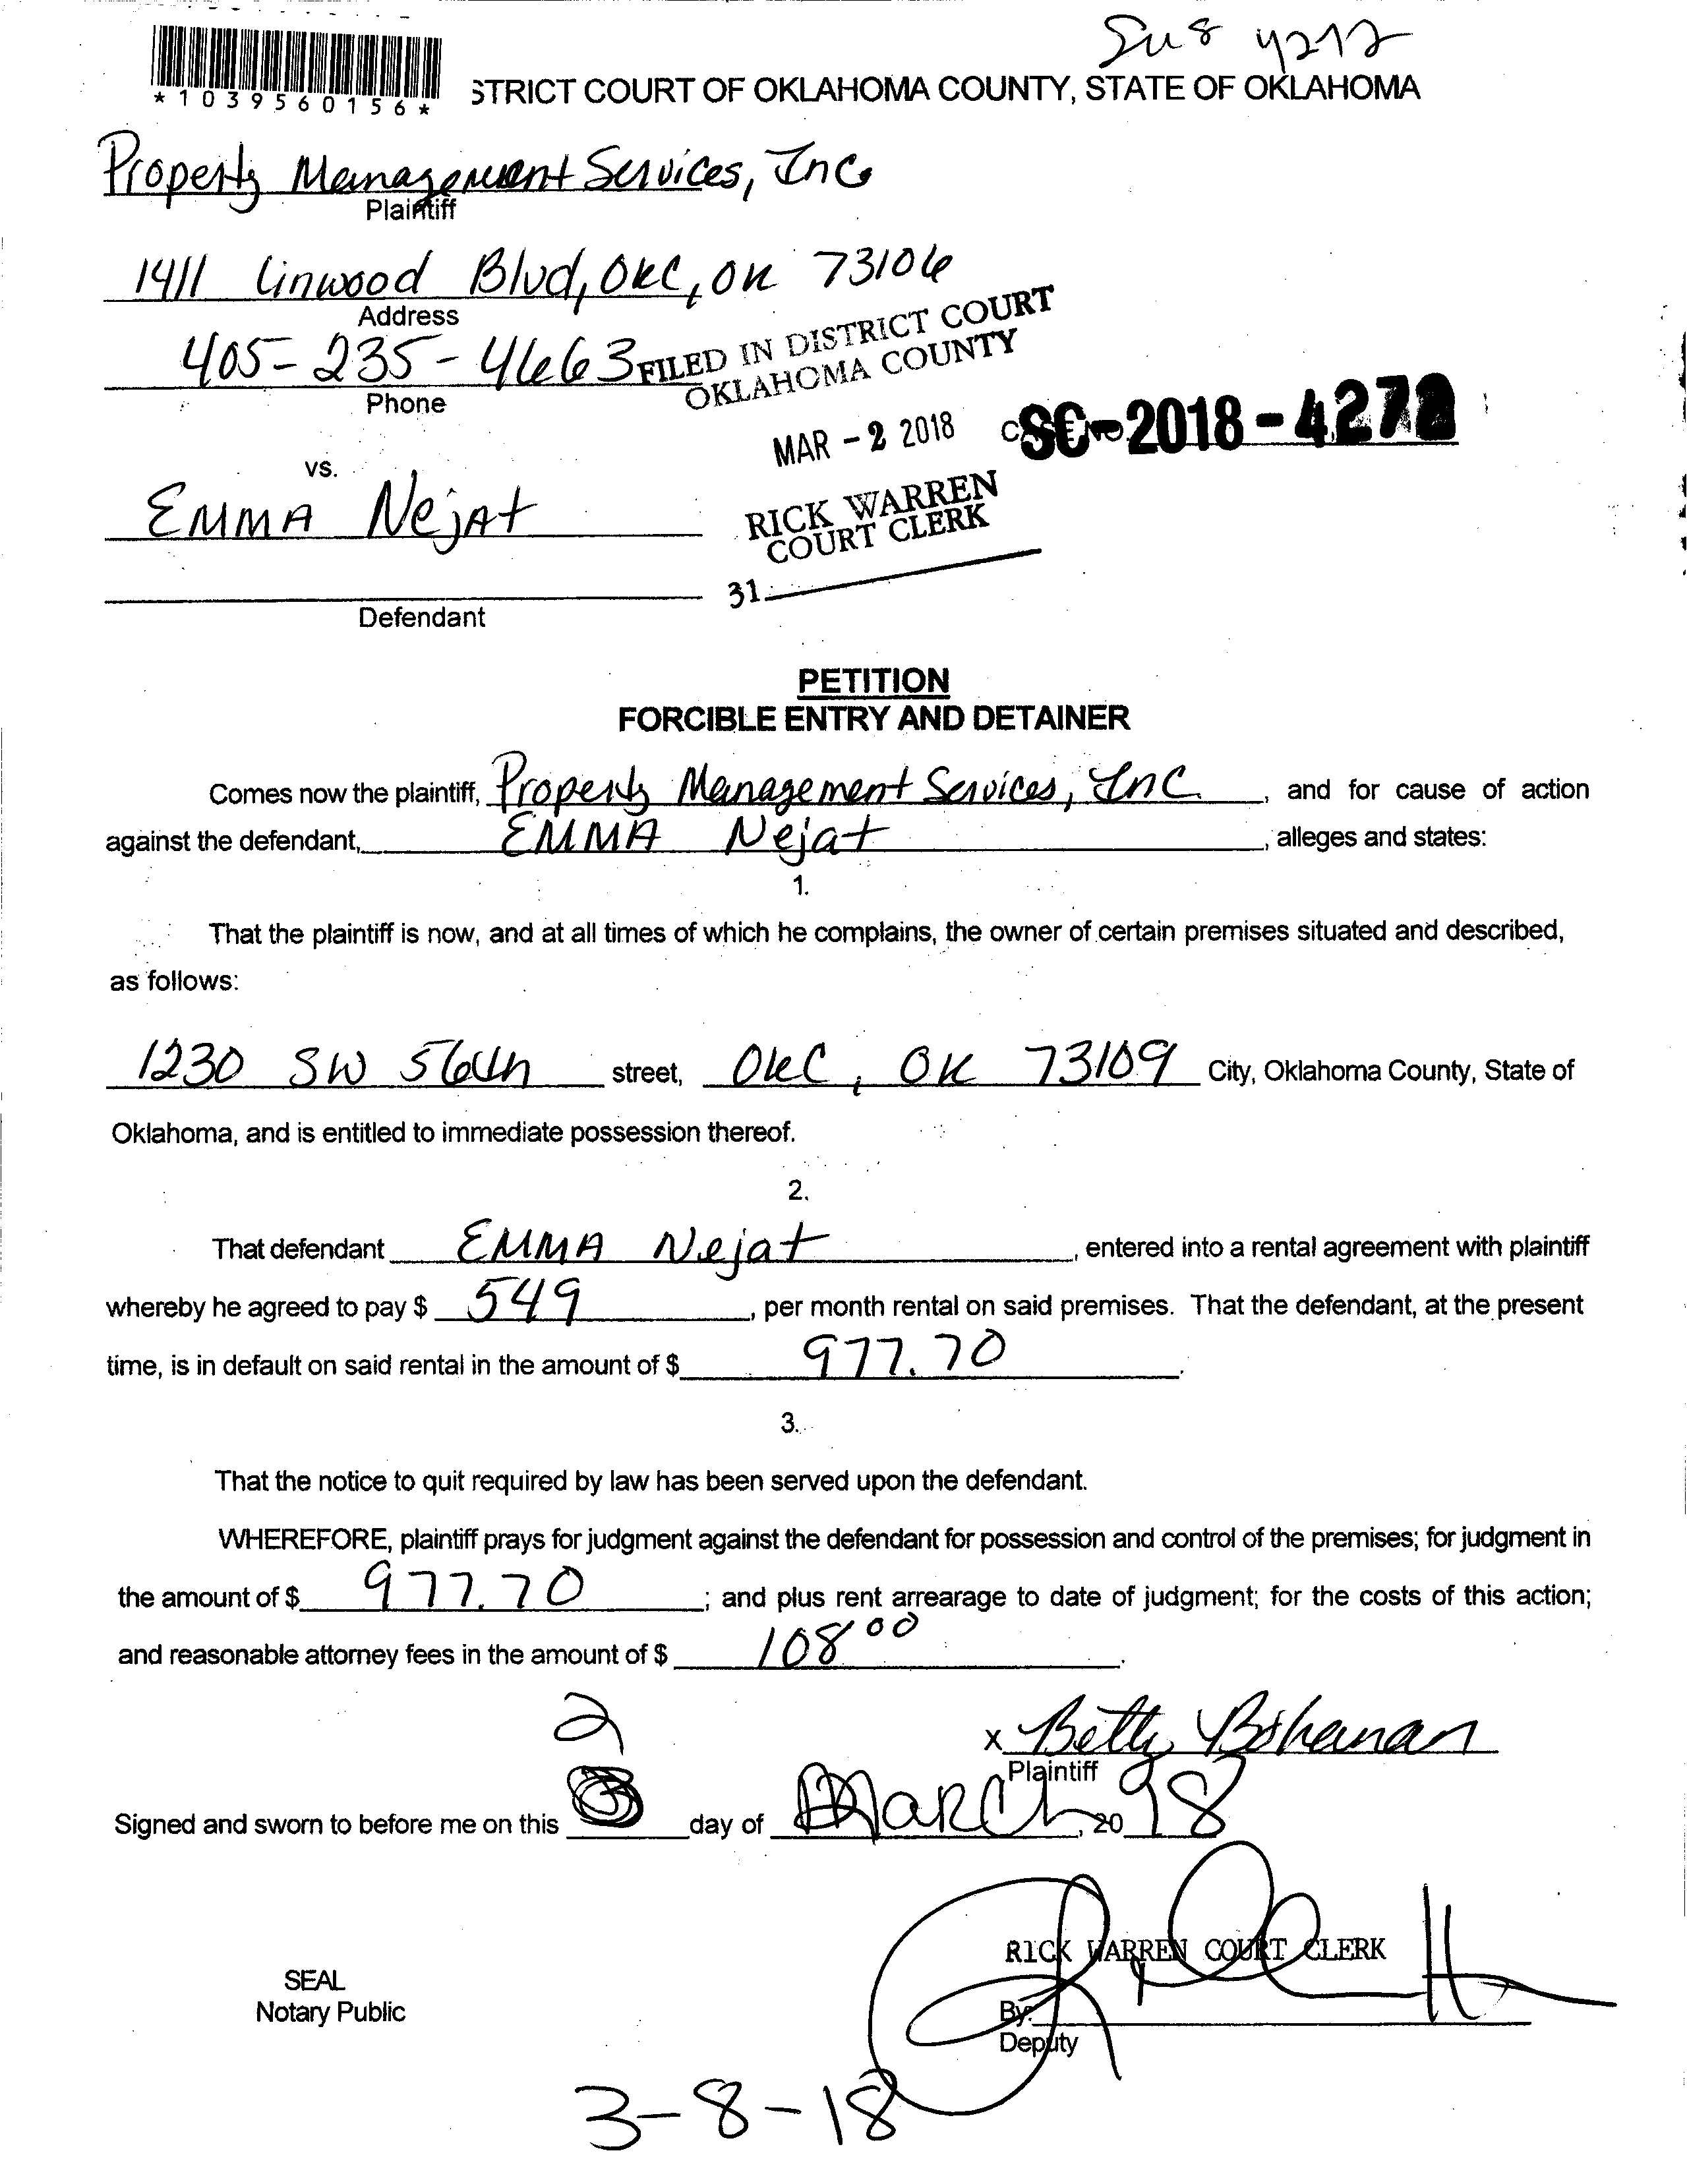 *1039560156*
STRICT COURT OF OKLAHOMA COUNTY, STATE OF OKLAHOMA
Property Management Services, Inc.
Plaintiff
1411 Linwood Blvd, OKC, OK 73106
Address
405-235-4663
Phone
FILED IN DISTRICT COURT
OKLAHOMA COUNTY
MAR - 2 2018
SC-2018-4272
vs.
EMMA Nejat
RICK WARREN
COURT CLERK
31
Defendant
PETITION
FORCIBLE ENTRY AND DETAINER
Comes now the plaintiff, Property Management Services, Inc. , and for cause of action
against the defendant, EMMA Nejat , alleges and states:
1.
That the plaintiff is now, and at all times of which he complains, the owner of certain premises situated and described,
as follows:
1230 SW 56th street, OKC, OK 73109 City, Oklahoma County, State of
Oklahoma, and is entitled to immediate possession thereof.
2.
That defendant EMMA Nejat , entered into a rental agreement with plaintiff
whereby he agreed to pay $ 549 , per month rental on said premises. That the defendant, at the present
time, is in default on said rental in the amount of $ 977.70 .
3.
That the notice to quit required by law has been served upon the defendant.
WHEREFORE, plaintiff prays for judgment against the defendant for possession and control of the premises; for judgment in
the amount of $ 977.70 ; and plus rent arrearage to date of judgment; for the costs of this action;
and reasonable attorney fees in the amount of $ 108.00 .
x Betty Bohanan
Plaintiff
2
Signed and sworn to before me on this day of March, 20 18
RICK WARREN COURT CLERK
SEAL
Notary Public
By:
Deputy
3-8-18